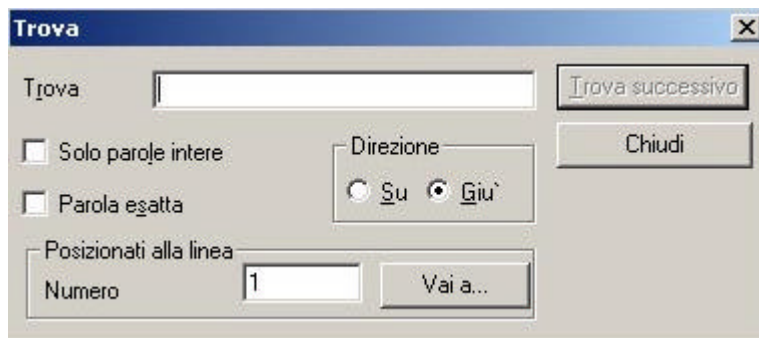 Trova
Trova
Trova successivo
Solo parole intere
Direzione
Chiudi
Su
Giu`
Parola esatta
Posizionati alla linea
Numero
1
Vai a...